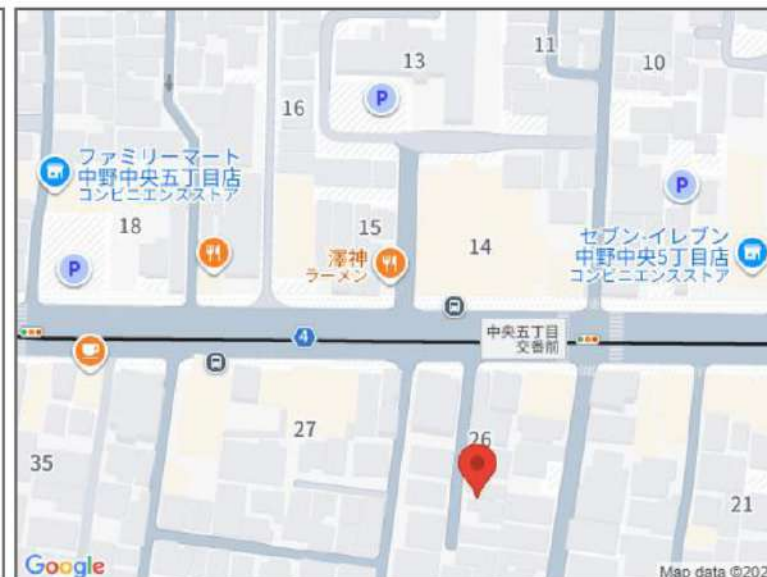 13
11
10
16
P
ファミリーマート
中野中央五丁目店
コンビニエンスストア
P
18
15
14
セブン-イレブン
中野中央5丁目店
コンビニエンスストア
澤神
ラーメン
P
4
中央五丁目
交番前
27
26
35
21
Google
Map data ©202